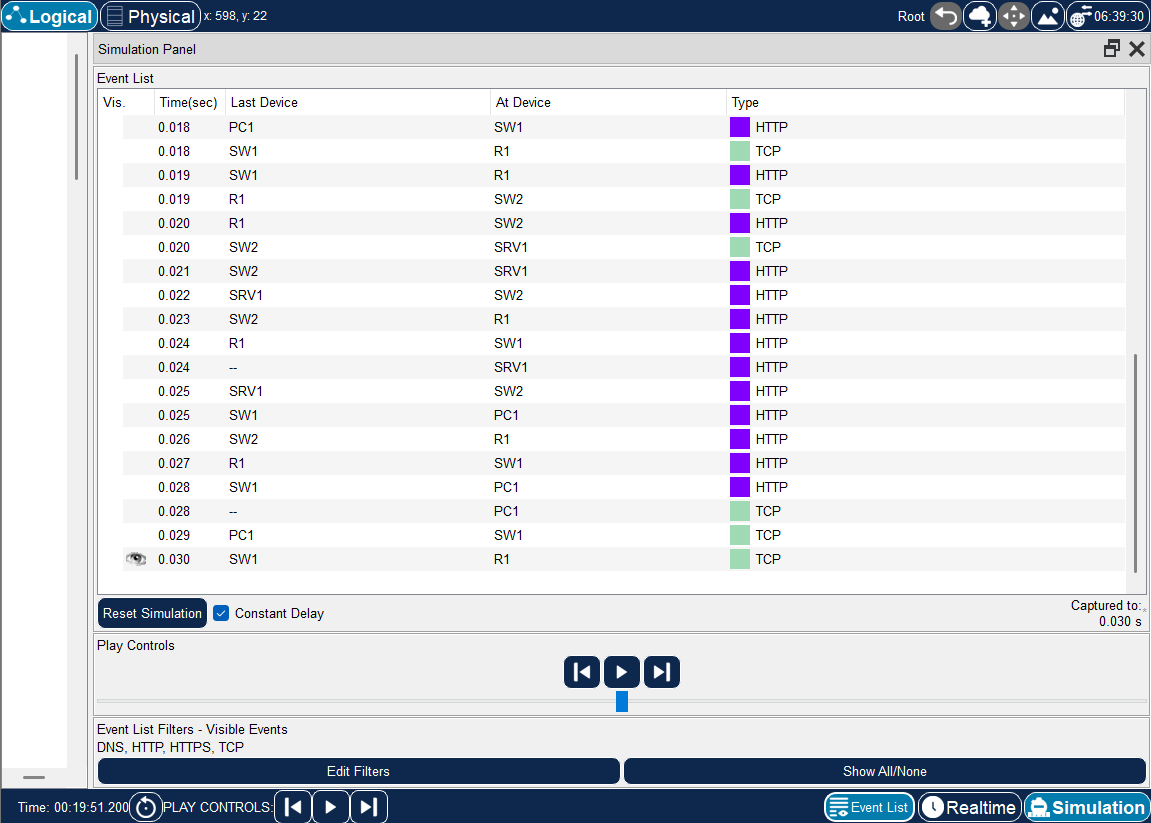 Logical Physical x: 598, y: 22 Root 06:39:30
Simulation Panel
Event List
Vis. Time(sec) Last Device At Device Type
0.018 PC1 SW1 HTTP
0.018 SW1 R1 TCP
0.019 SW1 R1 HTTP
0.019 R1 SW2 TCP
0.020 R1 SW2 HTTP
0.020 SW2 SRV1 TCP
0.021 SW2 SRV1 HTTP
0.022 SRV1 SW2 HTTP
0.023 SW2 R1 HTTP
0.024 R1 SW1 HTTP
0.024 -- SRV1 HTTP
0.025 SRV1 SW2 HTTP
0.025 SW1 PC1 HTTP
0.026 SW2 R1 HTTP
0.027 R1 SW1 HTTP
0.028 SW1 PC1 HTTP
0.028 -- PC1 TCP
0.029 PC1 SW1 TCP
0.030 SW1 R1 TCP
Reset Simulation Constant Delay Captured to:*
0.030 s
Play Controls
Event List Filters - Visible Events
DNS, HTTP, HTTPS, TCP
Edit Filters Show All/None
Time: 00:19:51.200 PLAY CONTROLS: Event List Realtime Simulation